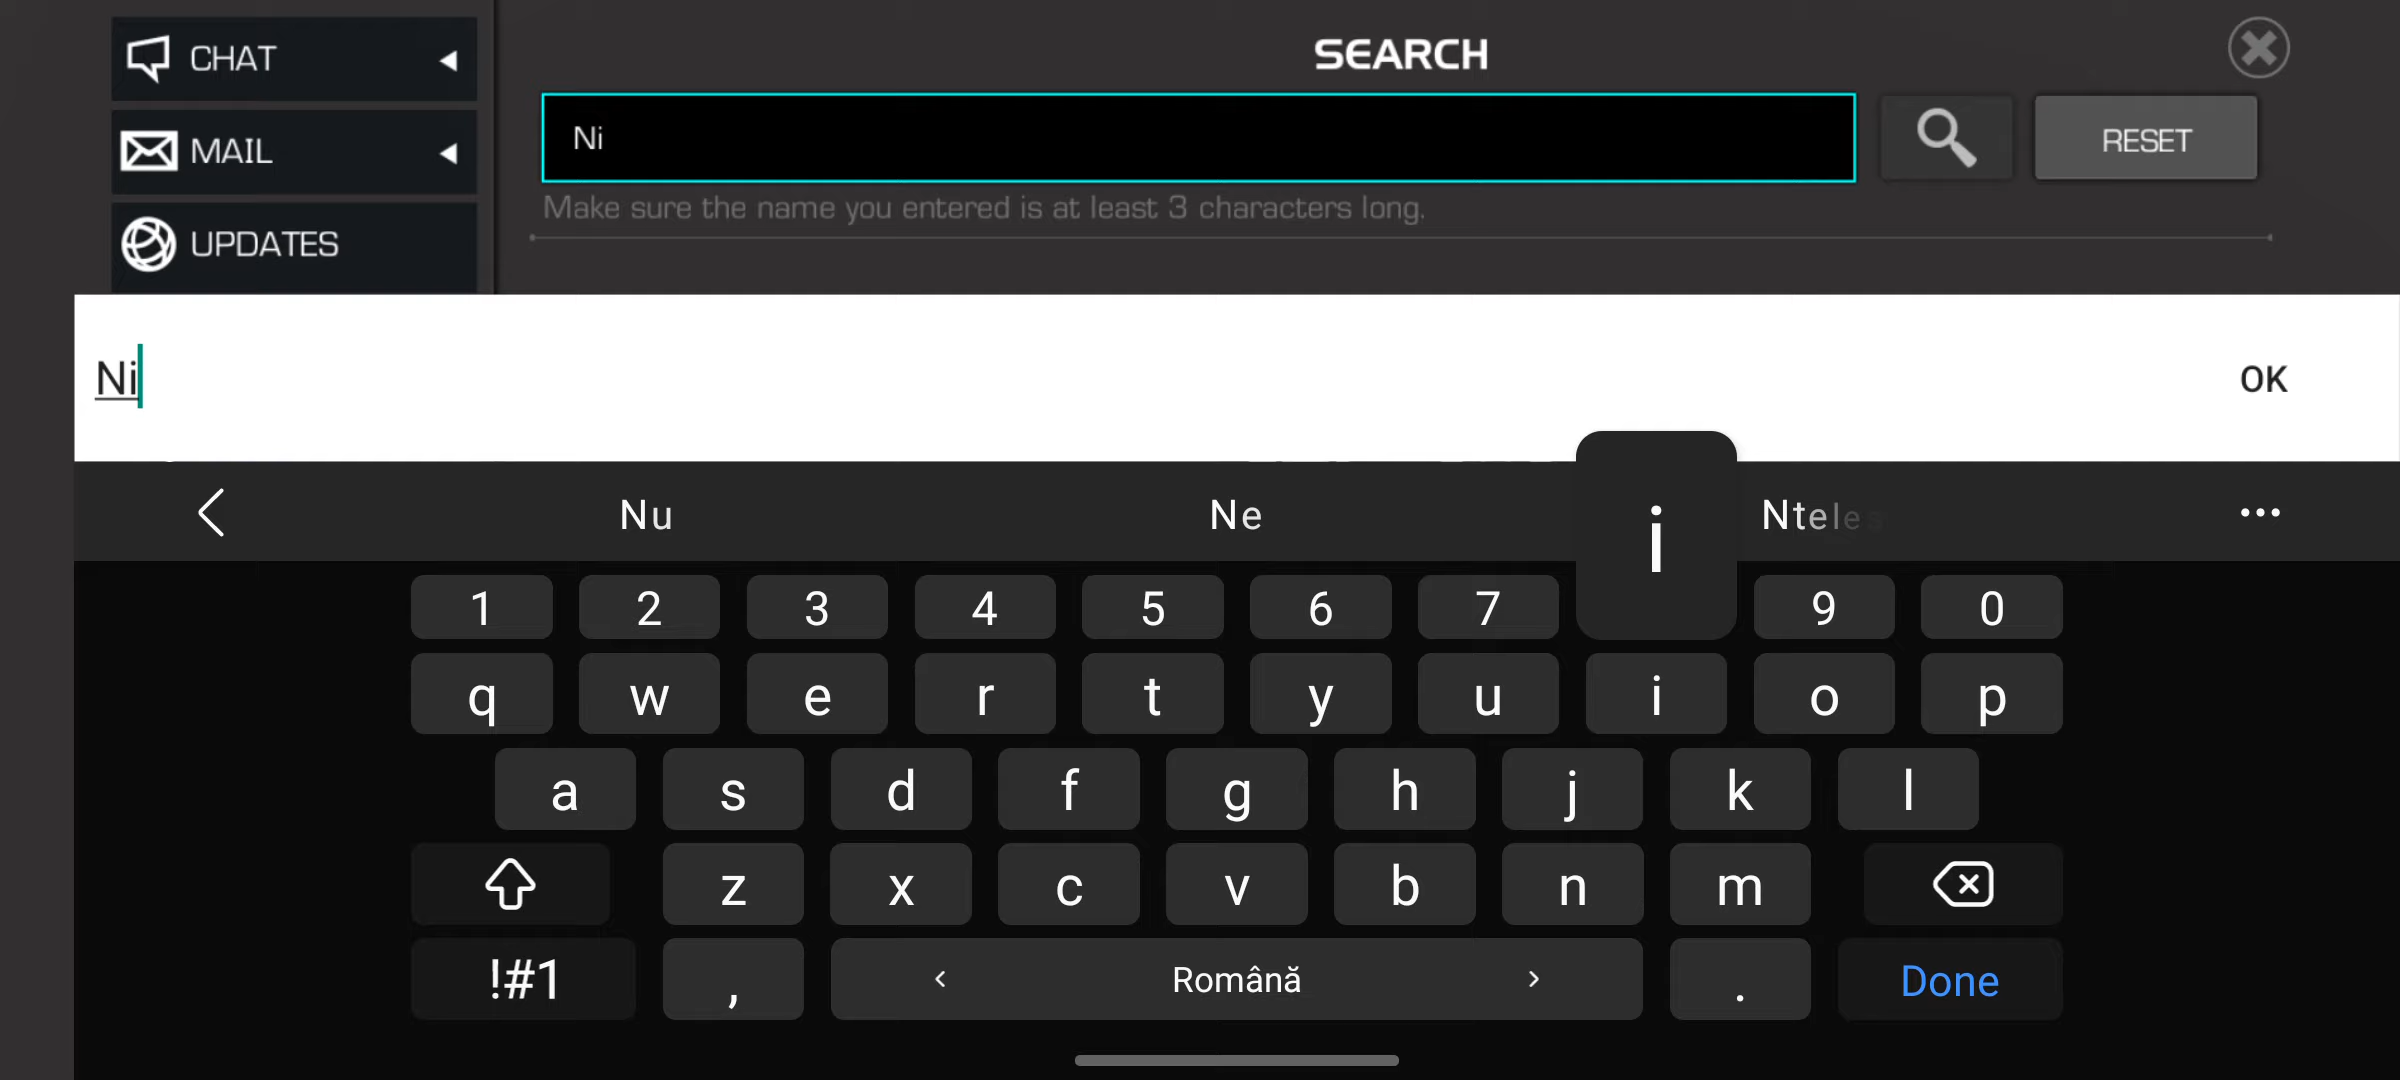 CHAT
MAIL
UPDATES
SEARCH
Ni
RESET
Make sure the name you entered is at least 3 characters long.
Ni
OK
Nu Ne Nteles
i
1 2 3 4 5 6 7 9 0
q w e r t y u i o p
a s d f g h j k l
z x c v b n m
!#1 , < Română > . Done